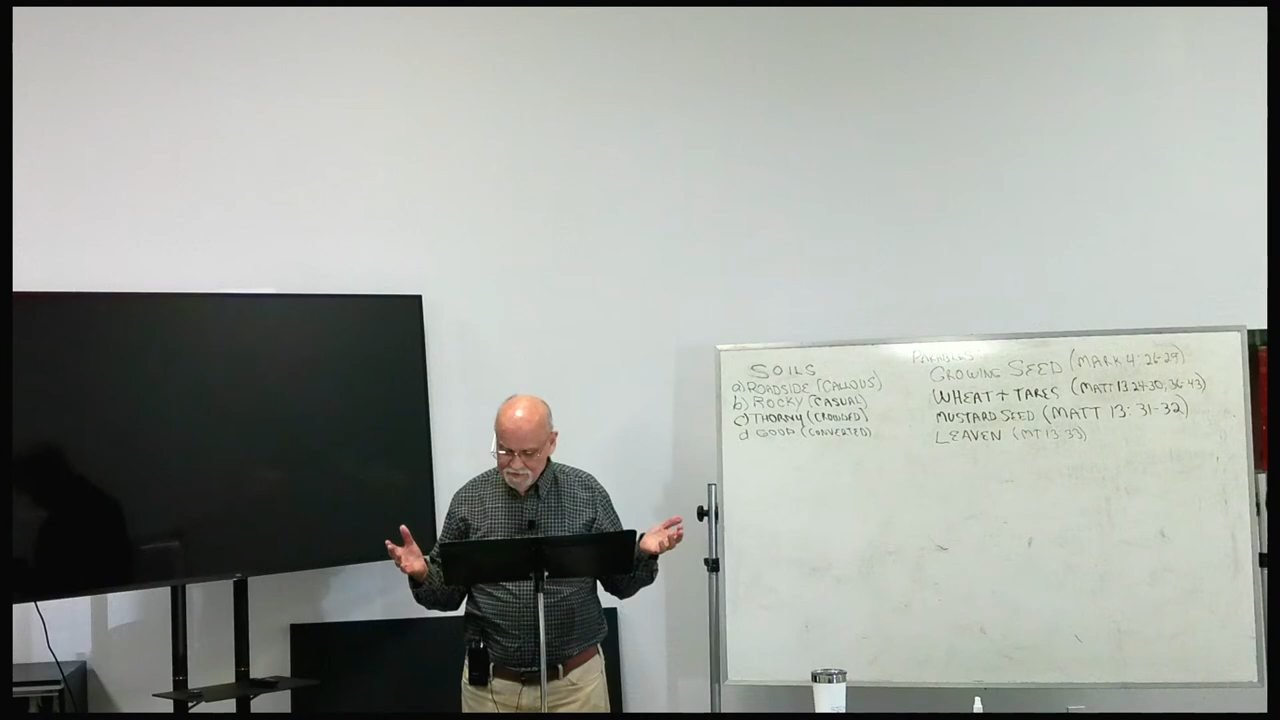 SOILS
a) ROADSIDE (CALLOUS)
b) ROCKY (CASUAL)
c) THORNY (CROWDED)
d GOOD (CONVERTED)
PARABLES
GROWING SEED (MARK 4:26-29)
WHEAT + TARES (MATT 13 24-30, 36-43)
MUSTARD SEED (MATT 13:31-32)
LEAVEN (MT 13:33)